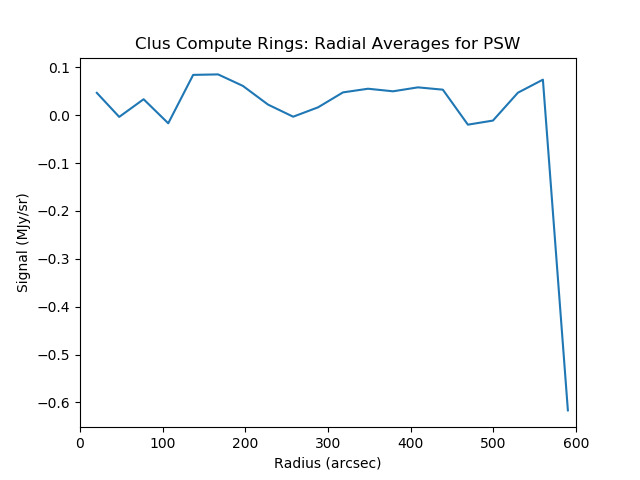 Clus Compute Rings: Radial Averages for PSW
0.1
0.0
−0.1
−0.2
−0.3
−0.4
−0.5
−0.6
Signal (MJy/sr)
0 100 200 300 400 500 600
Radius (arcsec)